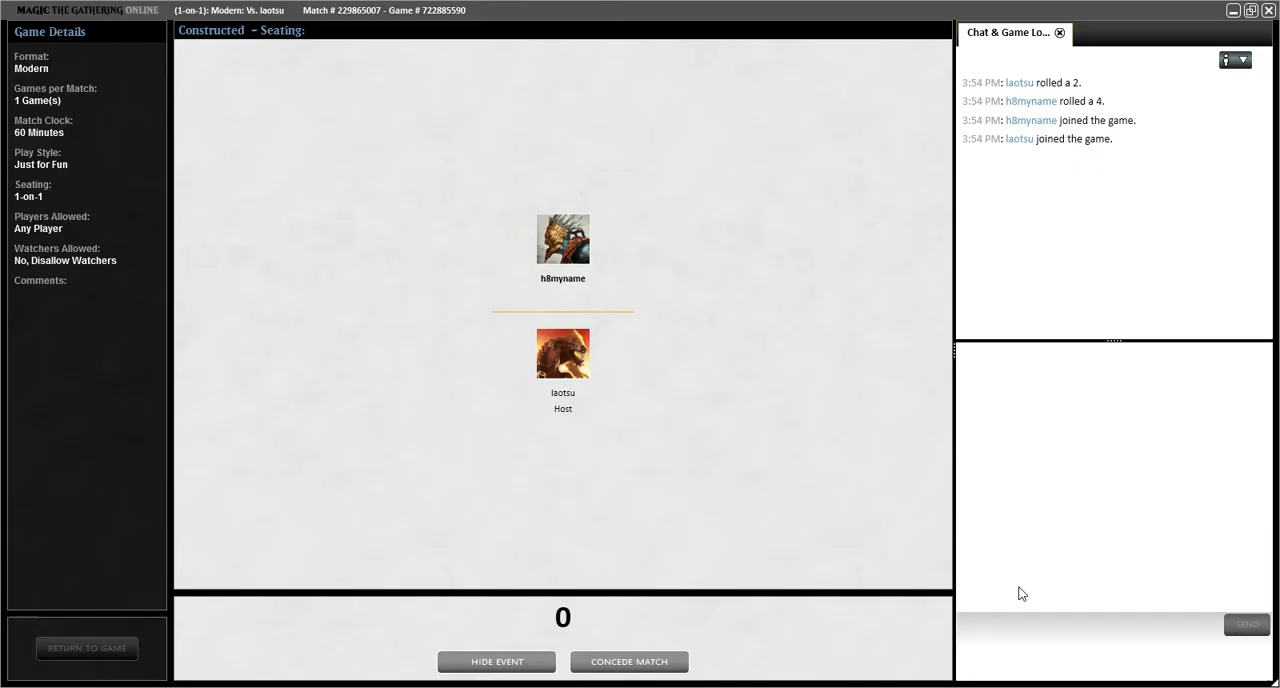 MAGIC THE GATHERING ONLINE (1-on-1): Modern: Vs. laotsu Match # 229865007 - Game # 722885590
Game Details
Format:
Modern
Games per Match:
1 Game(s)
Match Clock:
60 Minutes
Play Style:
Just for Fun
Seating:
1-on-1
Players Allowed:
Any Player
Watchers Allowed:
No, Disallow Watchers
Comments:
RETURN TO GAME
Constructed - Seating:
h8myname
laotsu
Host
0
HIDE EVENT CONCEDE MATCH
Chat & Game Lo...
3:54 PM: laotsu rolled a 2.
3:54 PM: h8myname rolled a 4.
3:54 PM: h8myname joined the game.
3:54 PM: laotsu joined the game.
SEND